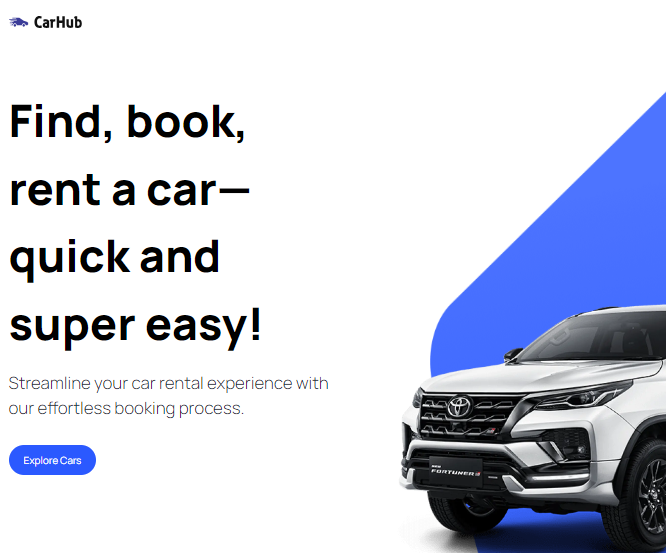 CarHub
Find, book,
rent a car—
quick and
super easy!
Streamline your car rental experience with
our effortless booking process.
Explore Cars
NEW
FORTUNER